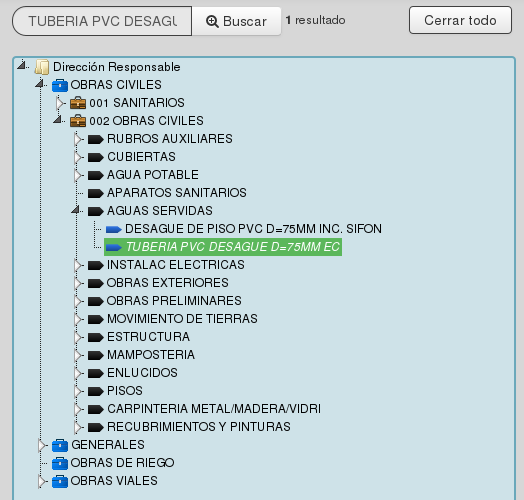 TUBERIA PVC DESAGU
Buscar
1 resultado
Cerrar todo
Dirección Responsable
OBRAS CIVILES
001 SANITARIOS
002 OBRAS CIVILES
RUBROS AUXILIARES
CUBIERTAS
AGUA POTABLE
APARATOS SANITARIOS
AGUAS SERVIDAS
DESAGUE DE PISO PVC D=75MM INC. SIFON
TUBERIA PVC DESAGUE D=75MM EC
INSTALAC ELECTRICAS
OBRAS EXTERIORES
OBRAS PRELIMINARES
MOVIMIENTO DE TIERRAS
ESTRUCTURA
MAMPOSTERIA
ENLUCIDOS
PISOS
CARPINTERIA METAL/MADERA/VIDRI
RECUBRIMIENTOS Y PINTURAS
GENERALES
OBRAS DE RIEGO
OBRAS VIALES